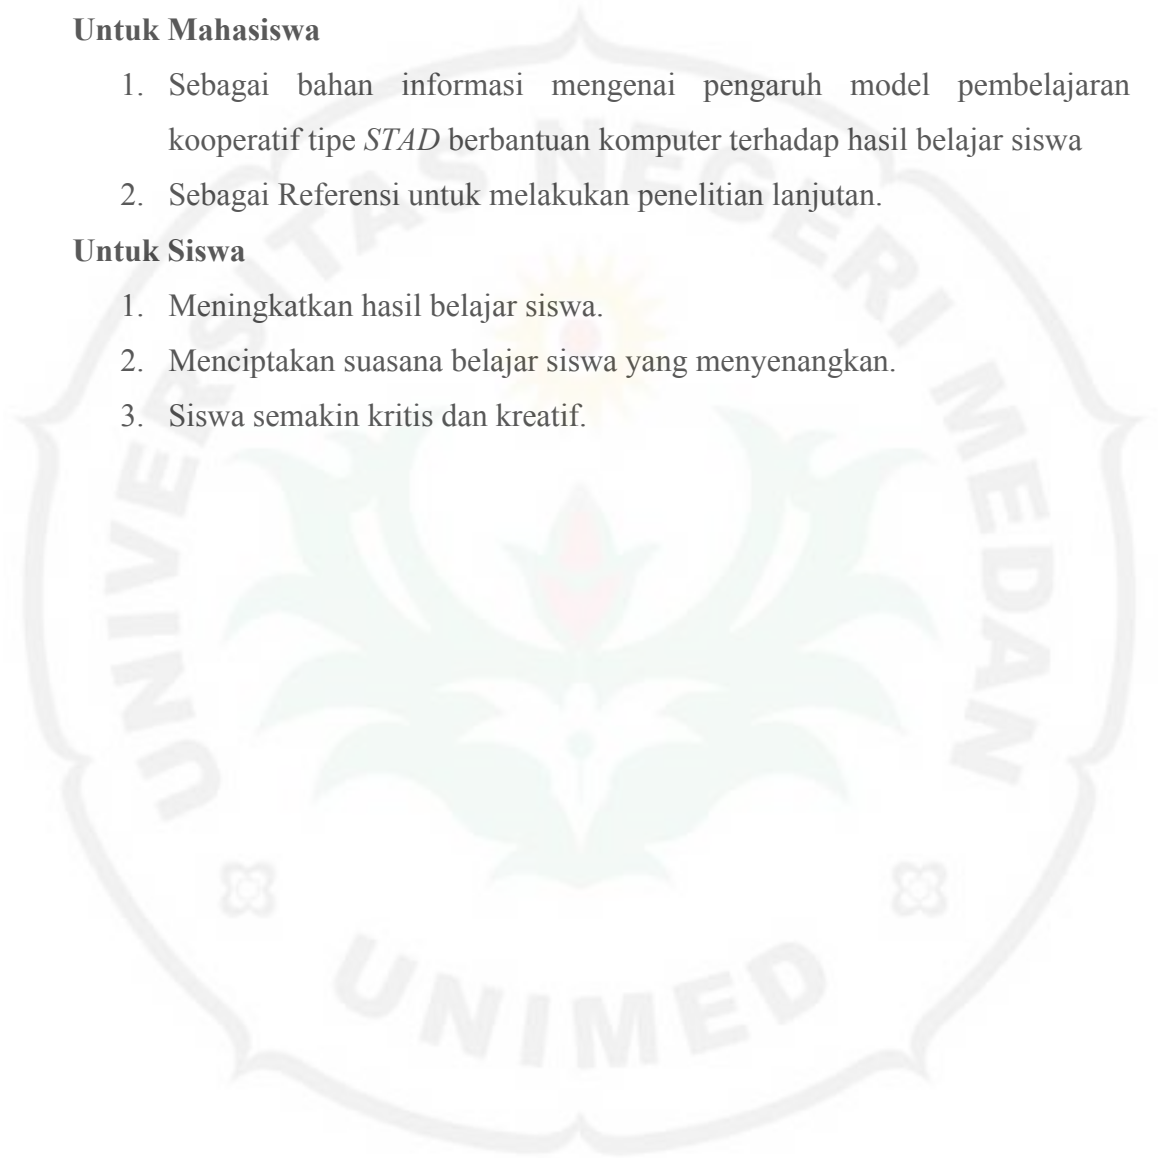 Untuk Mahasiswa
1. Sebagai bahan informasi mengenai pengaruh model pembelajaran
kooperatif tipe STAD berbantuan komputer terhadap hasil belajar siswa
2. Sebagai Referensi untuk melakukan penelitian lanjutan.
Untuk Siswa
1. Meningkatkan hasil belajar siswa.
2. Menciptakan suasana belajar siswa yang menyenangkan.
3. Siswa semakin kritis dan kreatif.
UNIVERSITAS NEGERI MEDAN
UNIMED